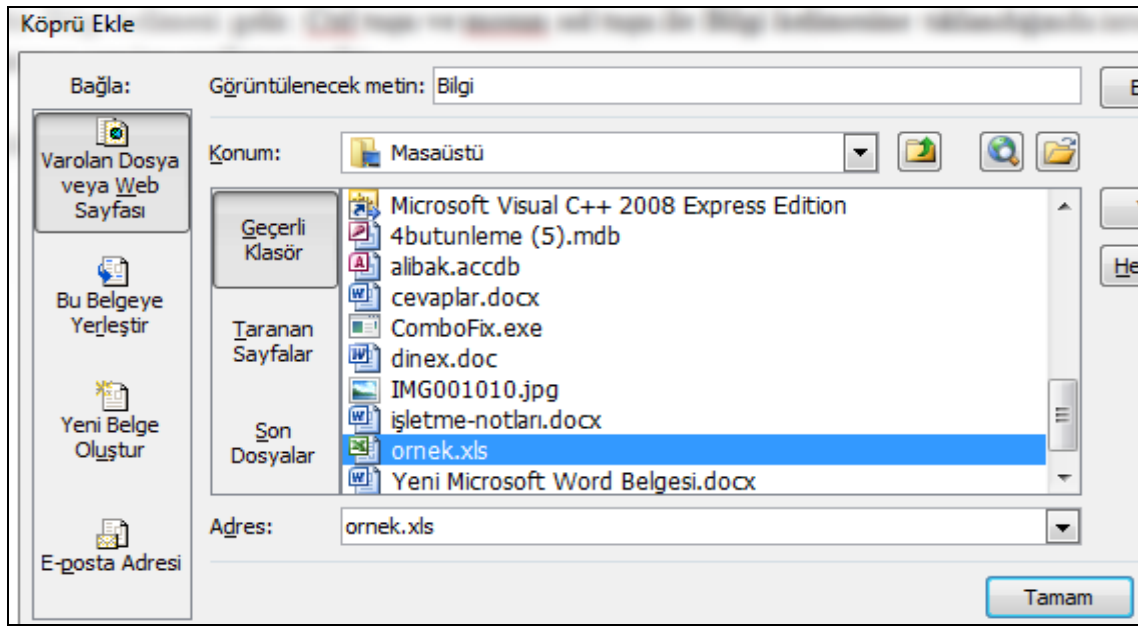 Köprü Ekle
Bağla:
Görüntülenecek metin: Bilgi
Varolan Dosya
veya Web
Sayfası
Bu Belgeye
Yerleştir
Yeni Belge
Oluştur
E-posta Adresi
Konum:
Masaüstü
Geçerli
Klasör
Taranan
Sayfalar
Son
Dosyalar
Microsoft Visual C++ 2008 Express Edition
4butunleme (5).mdb
alibak.accdb
cevaplar.docx
ComboFix.exe
dinex.doc
IMG001010.jpg
işletme-notları.docx
ornek.xls
Yeni Microsoft Word Belgesi.docx
Adres:
ornek.xls
Tamam